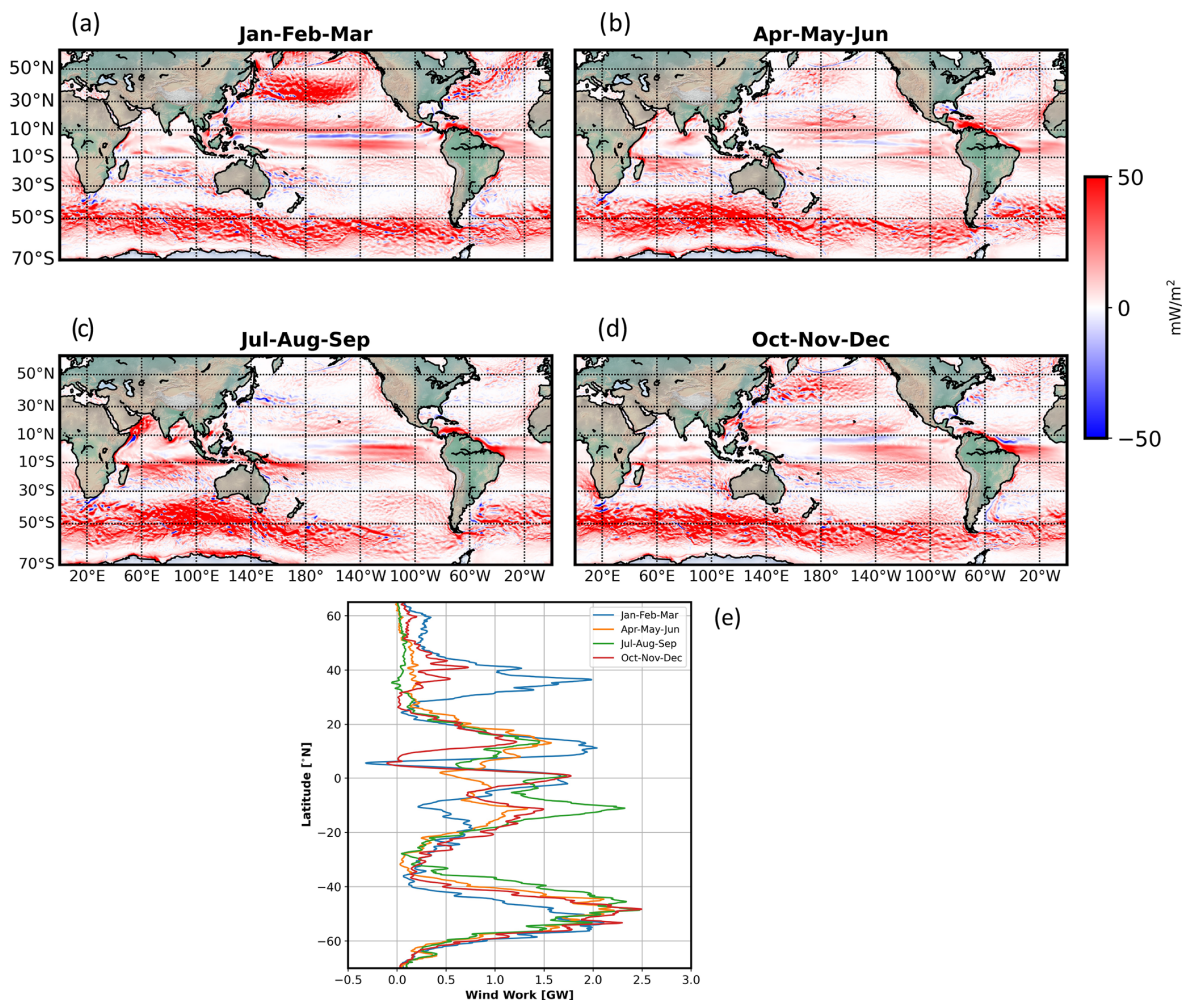 (a)
(b)
Jan-Feb-Mar
Apr-May-Jun
50°N
30°N
10°N
10°S
30°S
50°S
70°S
50
0
−50
mW/m²
(c)
(d)
Jul-Aug-Sep
Oct-Nov-Dec
50°N
30°N
10°N
10°S
30°S
50°S
70°S
20°E 60°E 100°E 140°E 180° 140°W 100°W 60°W 20°W
20°E 60°E 100°E 140°E 180° 140°W 100°W 60°W 20°W
(e)
Jan-Feb-Mar
Apr-May-Jun
Jul-Aug-Sep
Oct-Nov-Dec
Latitude [°N]
60
40
20
0
−20
−40
−60
−0.5 0.0 0.5 1.0 1.5 2.0 2.5 3.0
Wind Work [GW]